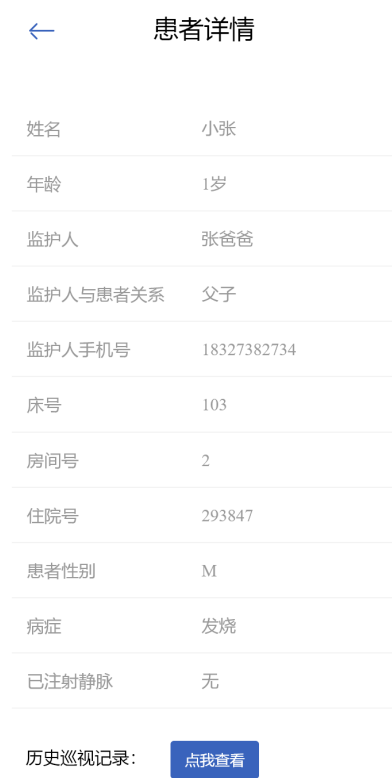 患者详情
姓名 小张
年龄 1岁
监护人 张爸爸
监护人与患者关系 父子
监护人手机号 18327382734
床号 103
房间号 2
住院号 293847
患者性别 M
病症 发烧
已注射静脉 无
历史巡视记录： 点我查看